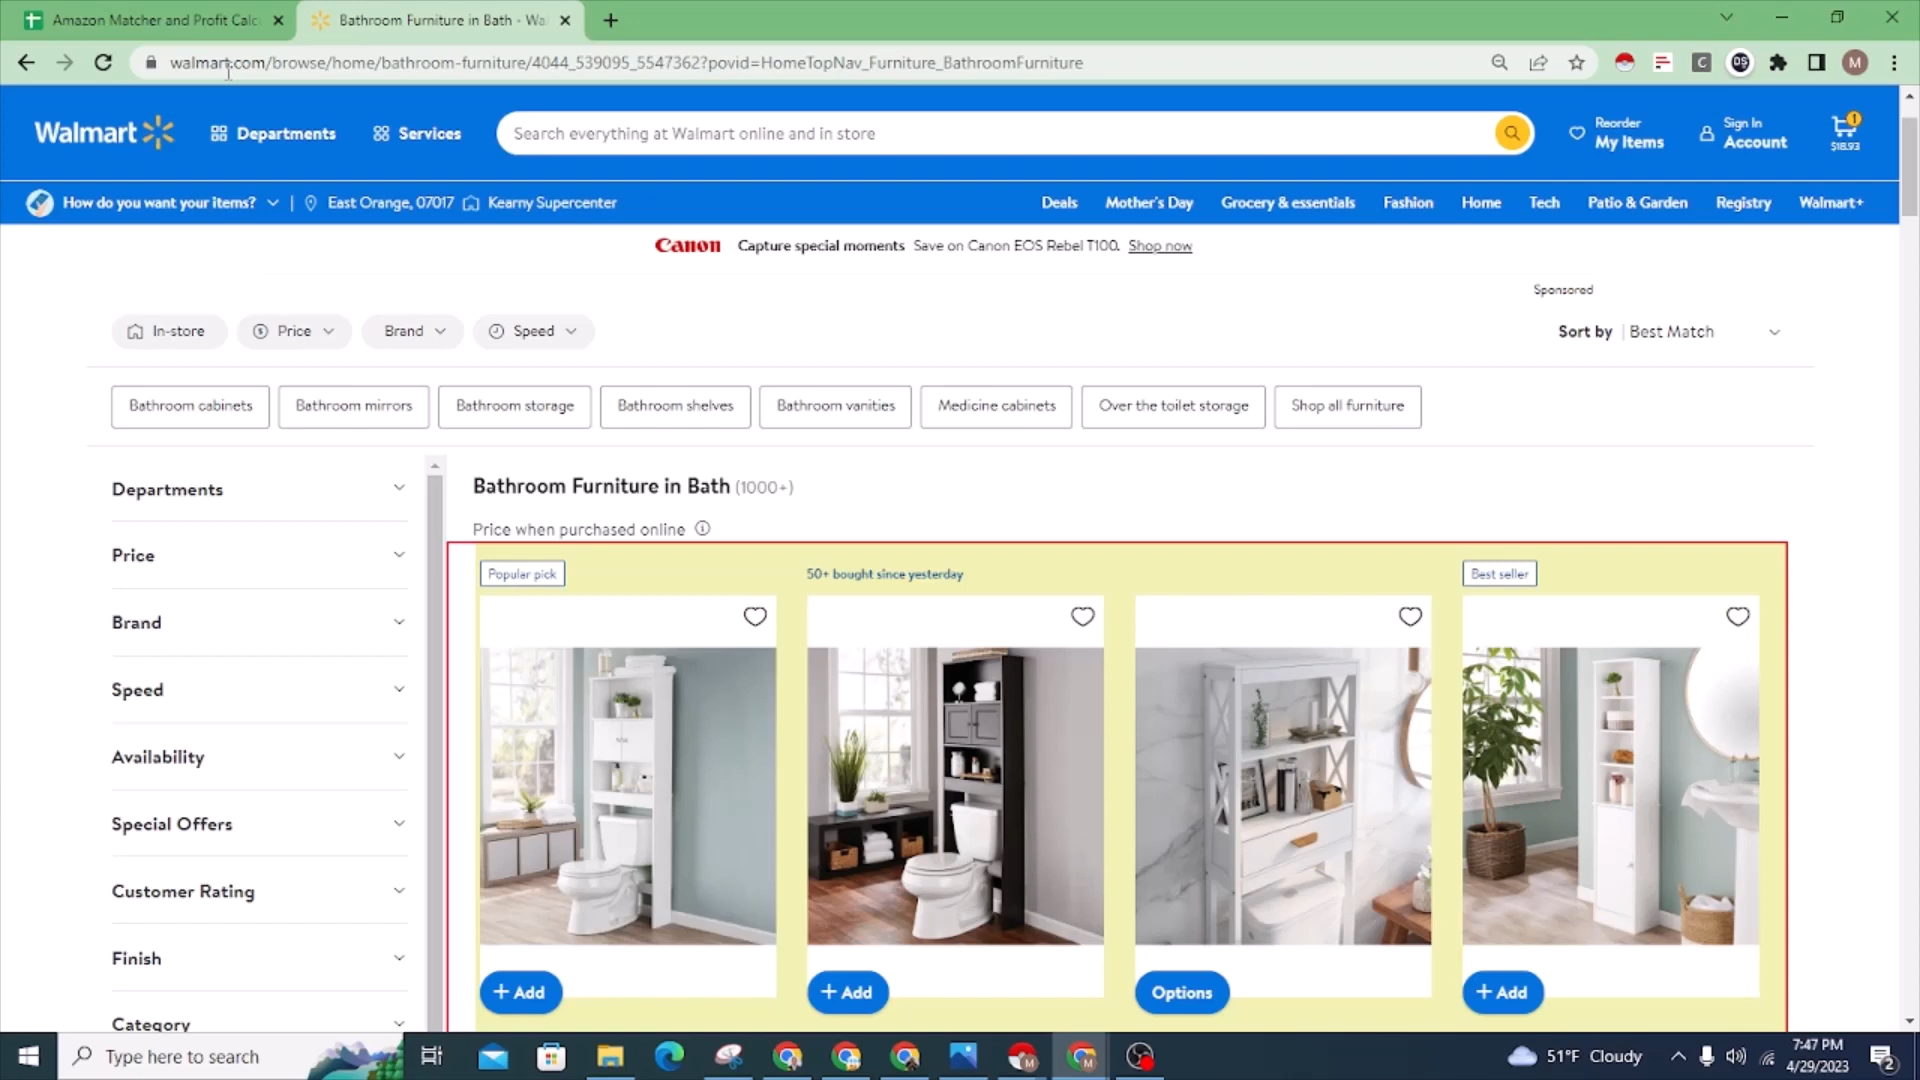 Amazon Matcher and Profit Calc
Bathroom Furniture in Bath - Wa
walmart.com/browse/home/bathroom-furniture/4044_539095_5547362?povid=HomeTopNav_Furniture_BathroomFurniture
C
DS
M
Walmart
Departments
Services
Search everything at Walmart online and in store
Reorder
My Items
Sign In
Account
1
$18.93
How do you want your items?
East Orange, 07017
Kearny Supercenter
Deals
Mother's Day
Grocery & essentials
Fashion
Home
Tech
Patio & Garden
Registry
Walmart+
Canon
Capture special moments Save on Canon EOS Rebel T100. Shop now
Sponsored
In-store
Price
Brand
Speed
Sort by | Best Match
Bathroom cabinets
Bathroom mirrors
Bathroom storage
Bathroom shelves
Bathroom vanities
Medicine cabinets
Over the toilet storage
Shop all furniture
Departments
Price
Brand
Speed
Availability
Special Offers
Customer Rating
Finish
Category
Bathroom Furniture in Bath (1000+)
Price when purchased online
Popular pick
50+ bought since yesterday
Best seller
+ Add
+ Add
Options
+ Add
Type here to search
M
M
51°F Cloudy
7:47 PM
4/29/2023
2